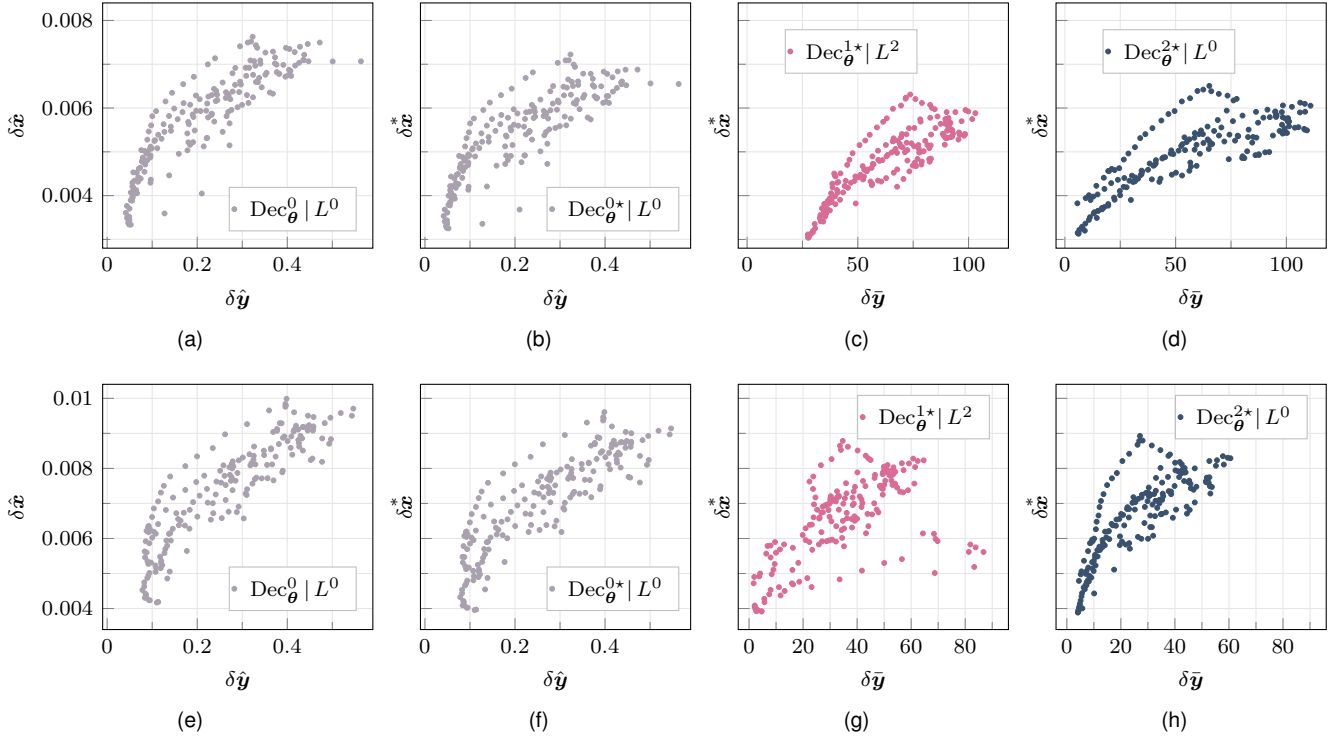 0.008
0.006
0.004
δx̂
0 0.2 0.4
δŷ
Dec⁰_θ | L⁰
(a)
δx*
0 0.2 0.4
δŷ
Dec⁰⋆_θ | L⁰
(b)
δx*
0 50 100
δȳ
Dec¹⋆_θ | L²
(c)
δx*
0 50 100
δȳ
Dec²⋆_θ | L⁰
(d)
0.01
0.008
0.006
0.004
δx̂
0 0.2 0.4
δŷ
Dec⁰_θ | L⁰
(e)
δx*
0 0.2 0.4
δŷ
Dec⁰⋆_θ | L⁰
(f)
δx*
0 20 40 60 80
δȳ
Dec¹⋆_θ | L²
(g)
δx*
0 20 40 60 80
δȳ
Dec²⋆_θ | L⁰
(h)